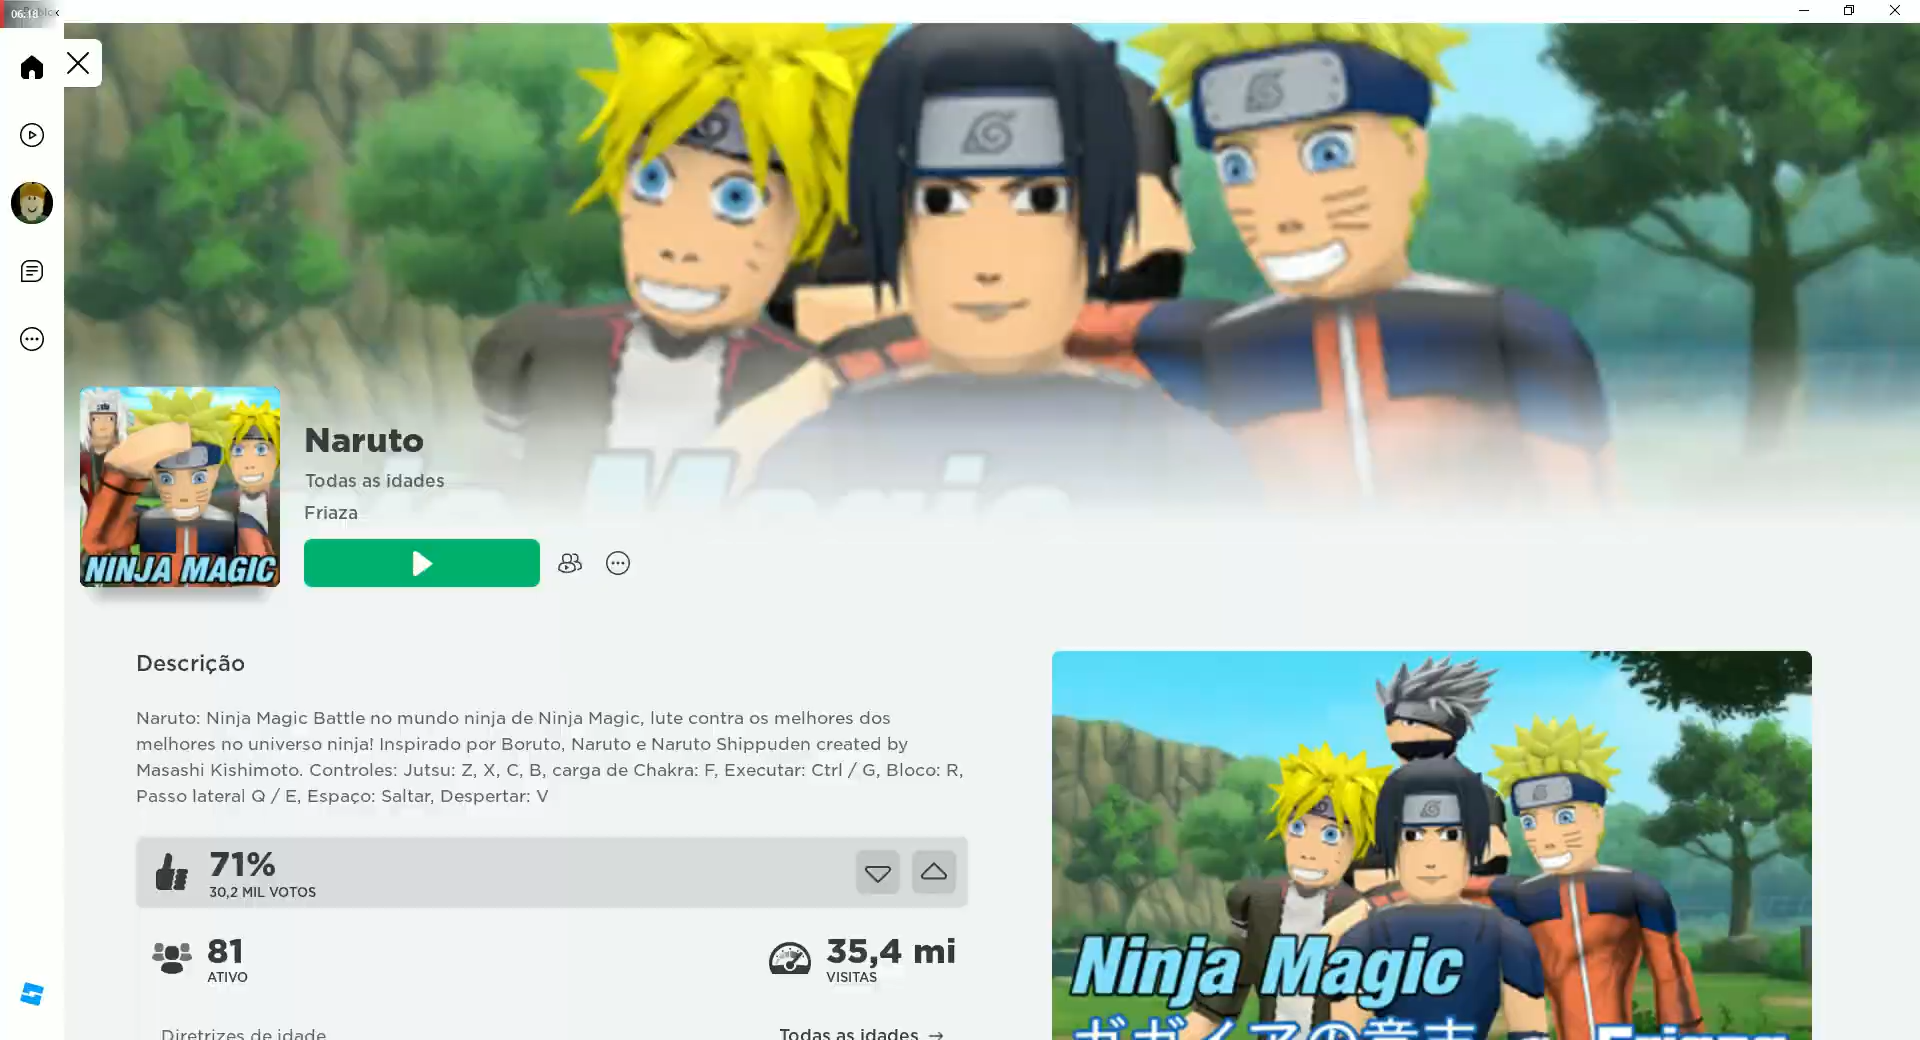 06:18
Naruto
Todas as idades
Friaza
NINJA MAGIC
Descrição
Naruto: Ninja Magic Battle no mundo ninja de Ninja Magic, lute contra os melhores dos
melhores no universo ninja! Inspirado por Boruto, Naruto e Naruto Shippuden created by
Masashi Kishimoto. Controles: Jutsu: Z, X, C, B, carga de Chakra: F, Executar: Ctrl / G, Bloco: R,
Passo lateral Q / E, Espaço: Saltar, Despertar: V
71%
30,2 MIL VOTOS
81
ATIVO
35,4 mi
VISITAS
Diretrizes de idade
Todas as idades →
Ninja Magic